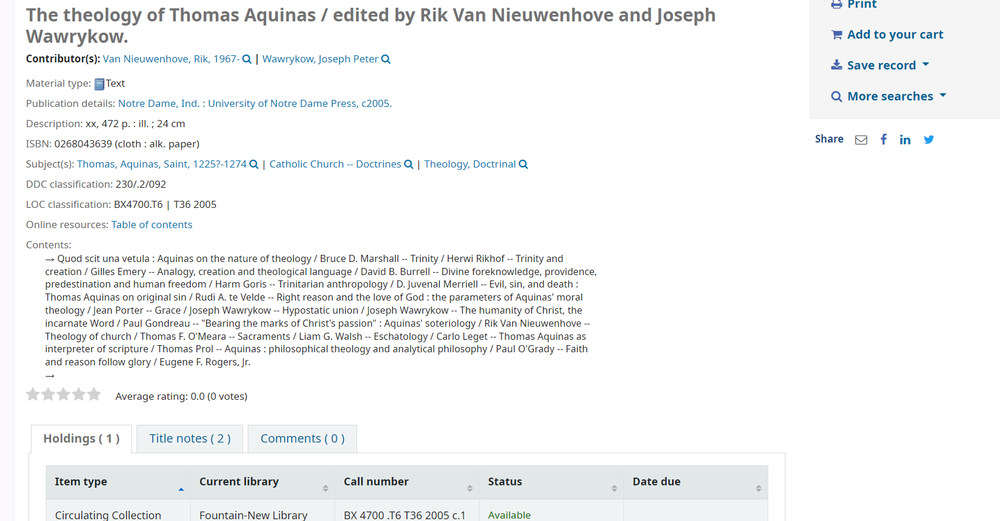 The theology of Thomas Aquinas / edited by Rik Van Nieuwenhove and Joseph
Wawrykow.
Contributor(s): Van Nieuwenhove, Rik, 1967- | Wawrykow, Joseph Peter
Material type: Text
Publication details: Notre Dame, Ind. : University of Notre Dame Press, c2005.
Description: xx, 472 p. : ill. ; 24 cm
ISBN: 0268043639 (cloth : alk. paper)
Subject(s): Thomas, Aquinas, Saint, 1225?-1274 | Catholic Church -- Doctrines | Theology, Doctrinal
DDC classification: 230/.2/092
LOC classification: BX4700.T6 | T36 2005
Online resources: Table of contents
Contents:
→ Quod scit una vetula : Aquinas on the nature of theology / Bruce D. Marshall -- Trinity / Herwi Rikhof -- Trinity and
creation / Gilles Emery -- Analogy, creation and theological language / David B. Burrell -- Divine foreknowledge, providence,
predestination and human freedom / Harm Goris -- Trinitarian anthropology / D. Juvenal Merriell -- Evil, sin, and death :
Thomas Aquinas on original sin / Rudi A. te Velde -- Right reason and the love of God : the parameters of Aquinas' moral
theology / Jean Porter -- Grace / Joseph Wawrykow -- Hypostatic union / Joseph Wawrykow -- The humanity of Christ, the
incarnate Word / Paul Gondreau -- "Bearing the marks of Christ's passion" : Aquinas' soteriology / Rik Van Nieuwenhove --
Theology of church / Thomas F. O'Meara -- Sacraments / Liam G. Walsh -- Eschatology / Carlo Leget -- Thomas Aquinas as
interpreter of scripture / Thomas Prol -- Aquinas : philosophical theology and analytical philosophy / Paul O'Grady -- Faith
and reason follow glory / Eugene F. Rogers, Jr.
→
Average rating: 0.0 (0 votes)
Holdings ( 1 ) Title notes ( 2 ) Comments ( 0 )
Item type Current library Call number Status Date due
Circulating Collection Fountain-New Library BX 4700 .T6 T36 2005 c.1 Available
Print
Add to your cart
Save record
More searches
Share